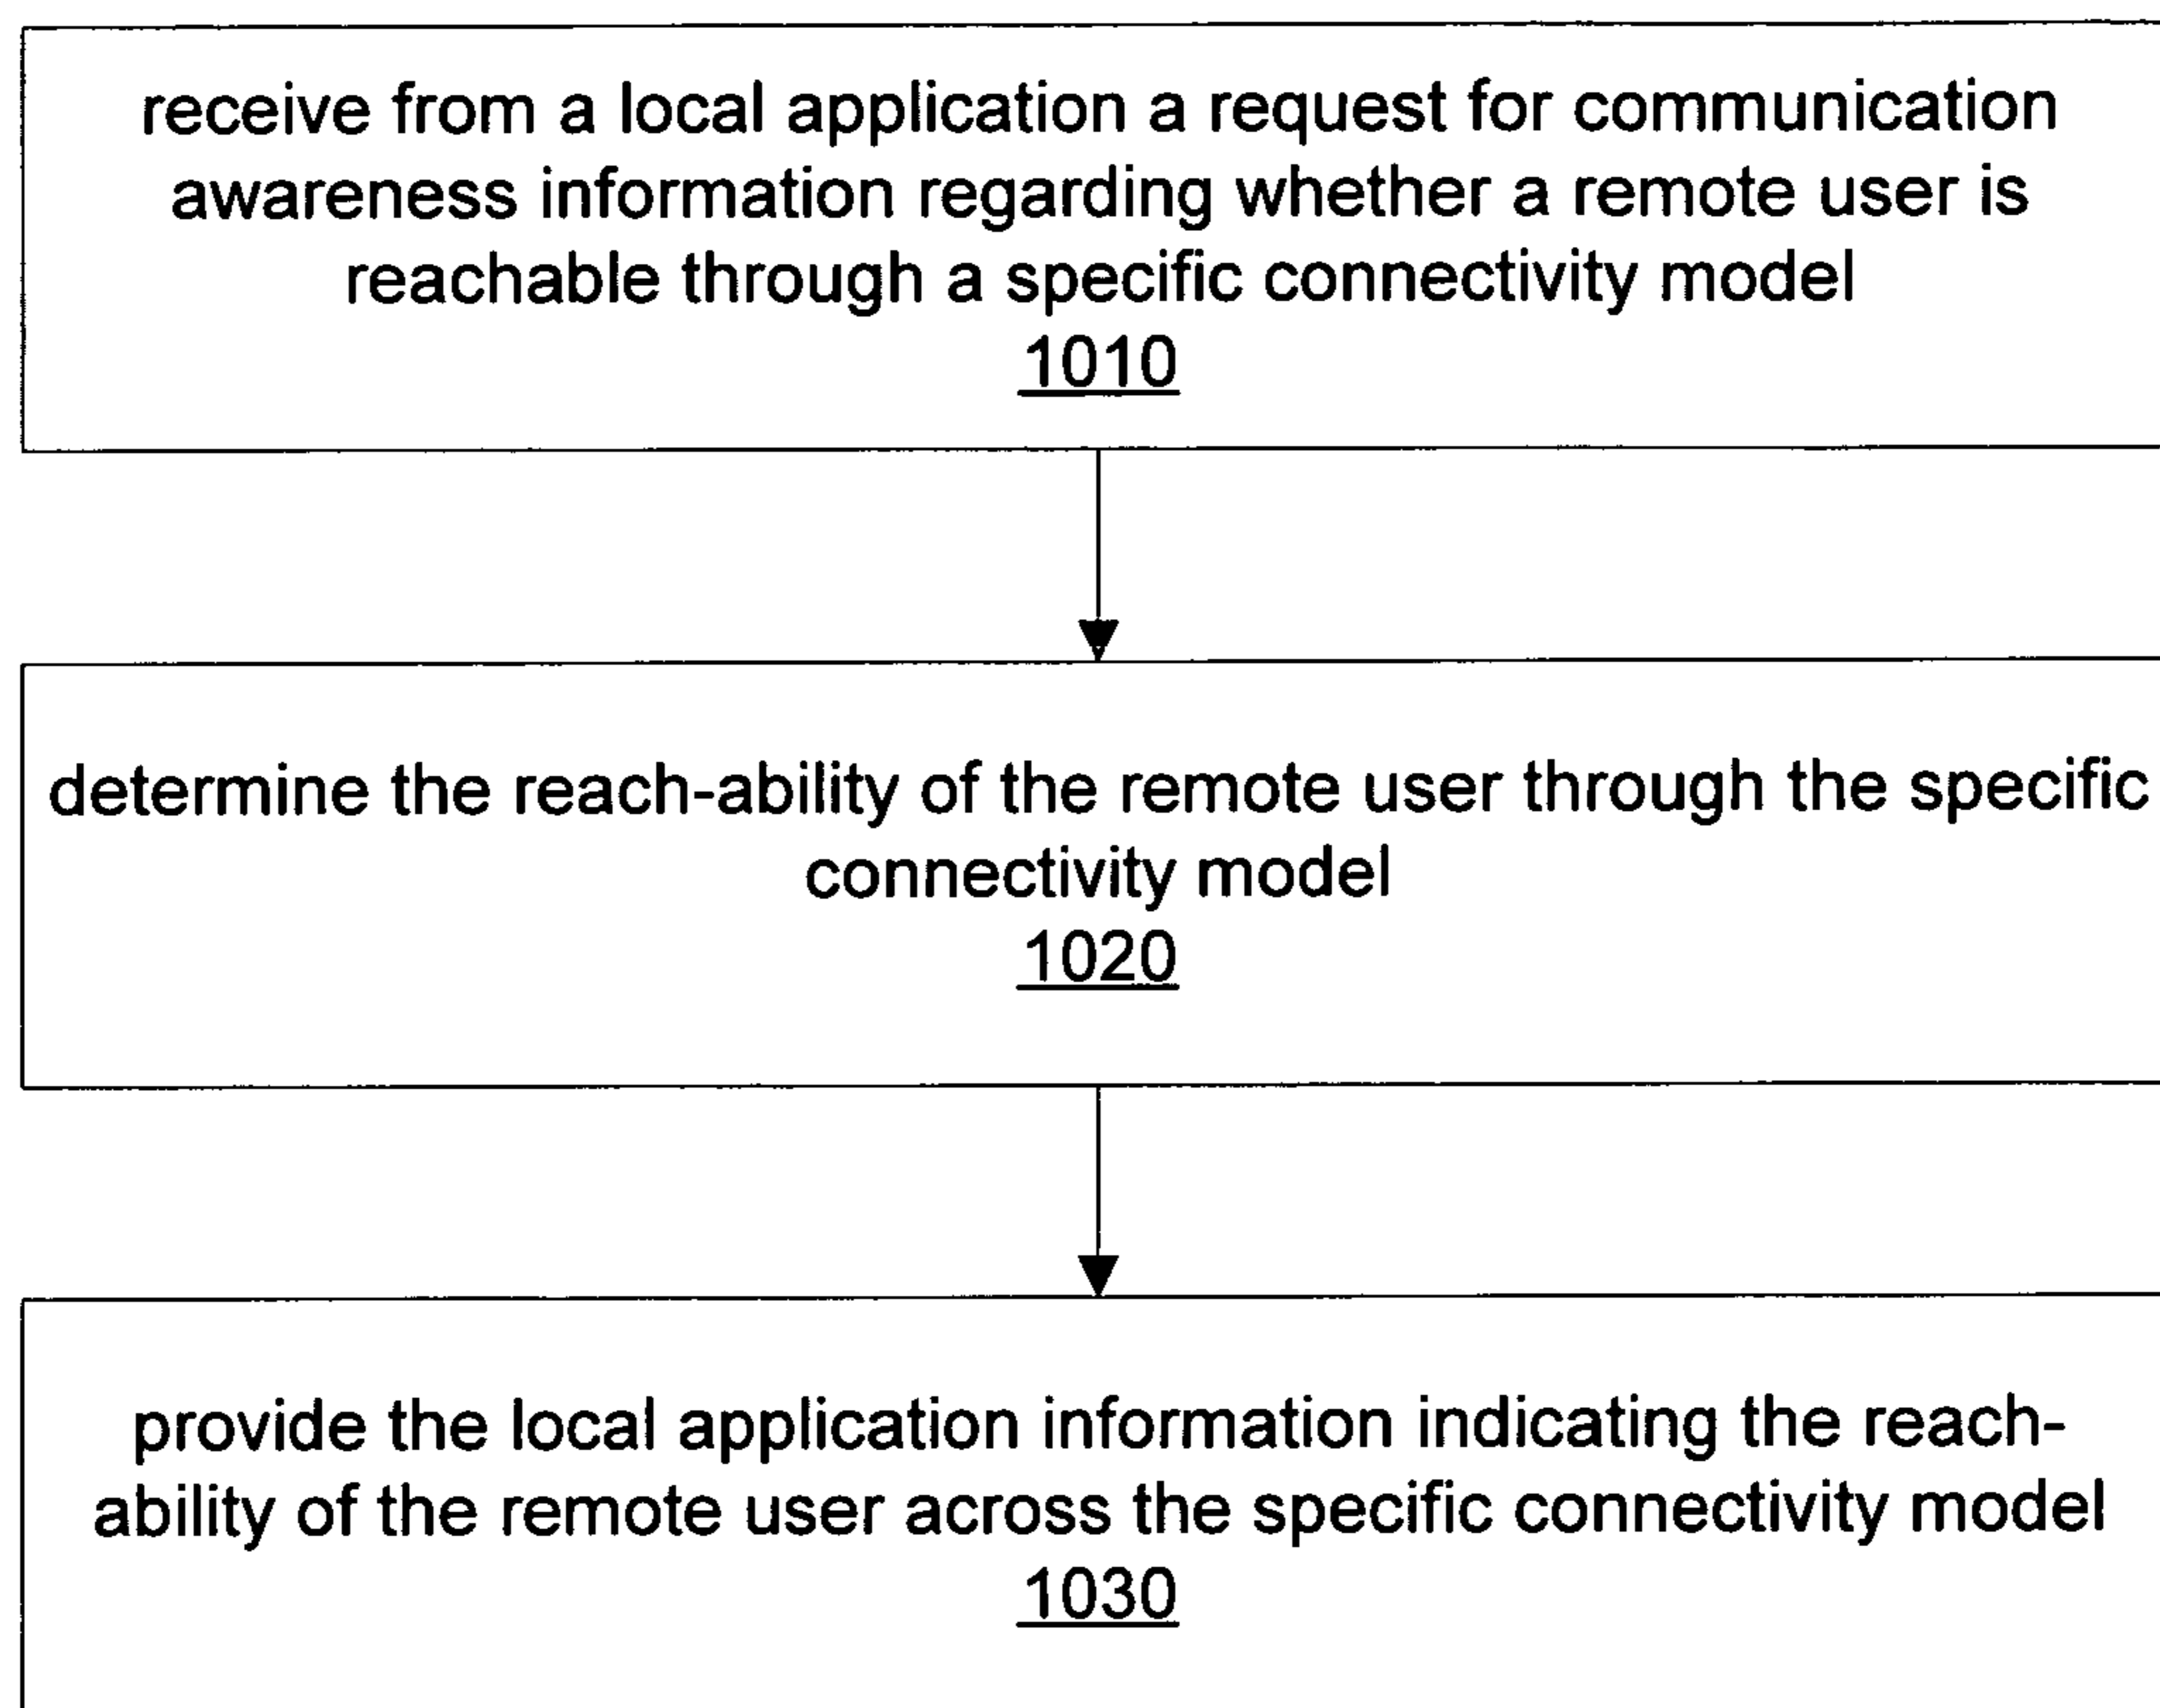 receive from a local application a request for communication
awareness information regarding whether a remote user is
reachable through a specific connectivity model
1010
determine the reach-ability of the remote user through the specific
connectivity model
1020
provide the local application information indicating the reach-
ability of the remote user across the specific connectivity model
1030